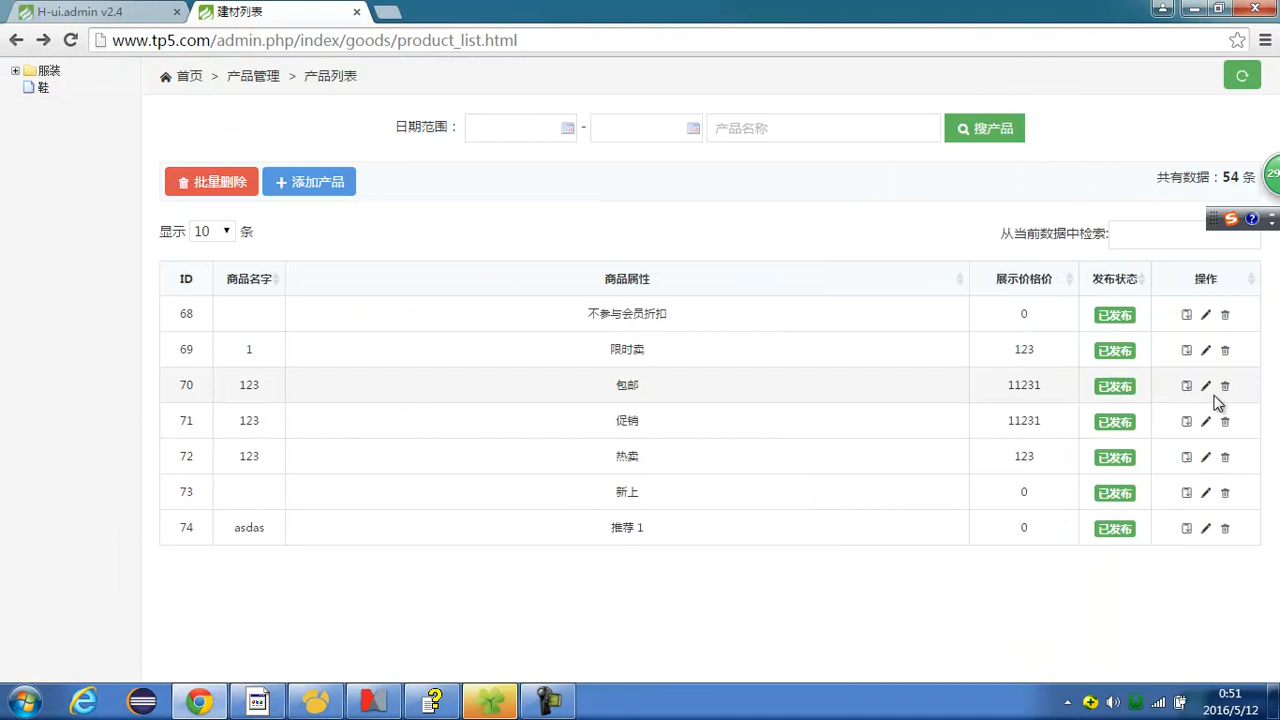 H-ui.admin v2.4
建材列表
www.tp5.com/admin.php/index/goods/product_list.html
服装
鞋
首页 > 产品管理 > 产品列表
日期范围： - 产品名称 搜产品
批量删除 添加产品 共有数据：54 条
29
显示 10 条 从当前数据中检索:
ID 商品名字 商品属性 展示价格价 发布状态 操作
68 不参与会员折扣 0 已发布
69 1 限时卖 123 已发布
70 123 包邮 11231 已发布
71 123 促销 11231 已发布
72 123 热卖 123 已发布
73 新上 0 已发布
74 asdas 推荐 1 0 已发布
0:51
2016/5/12